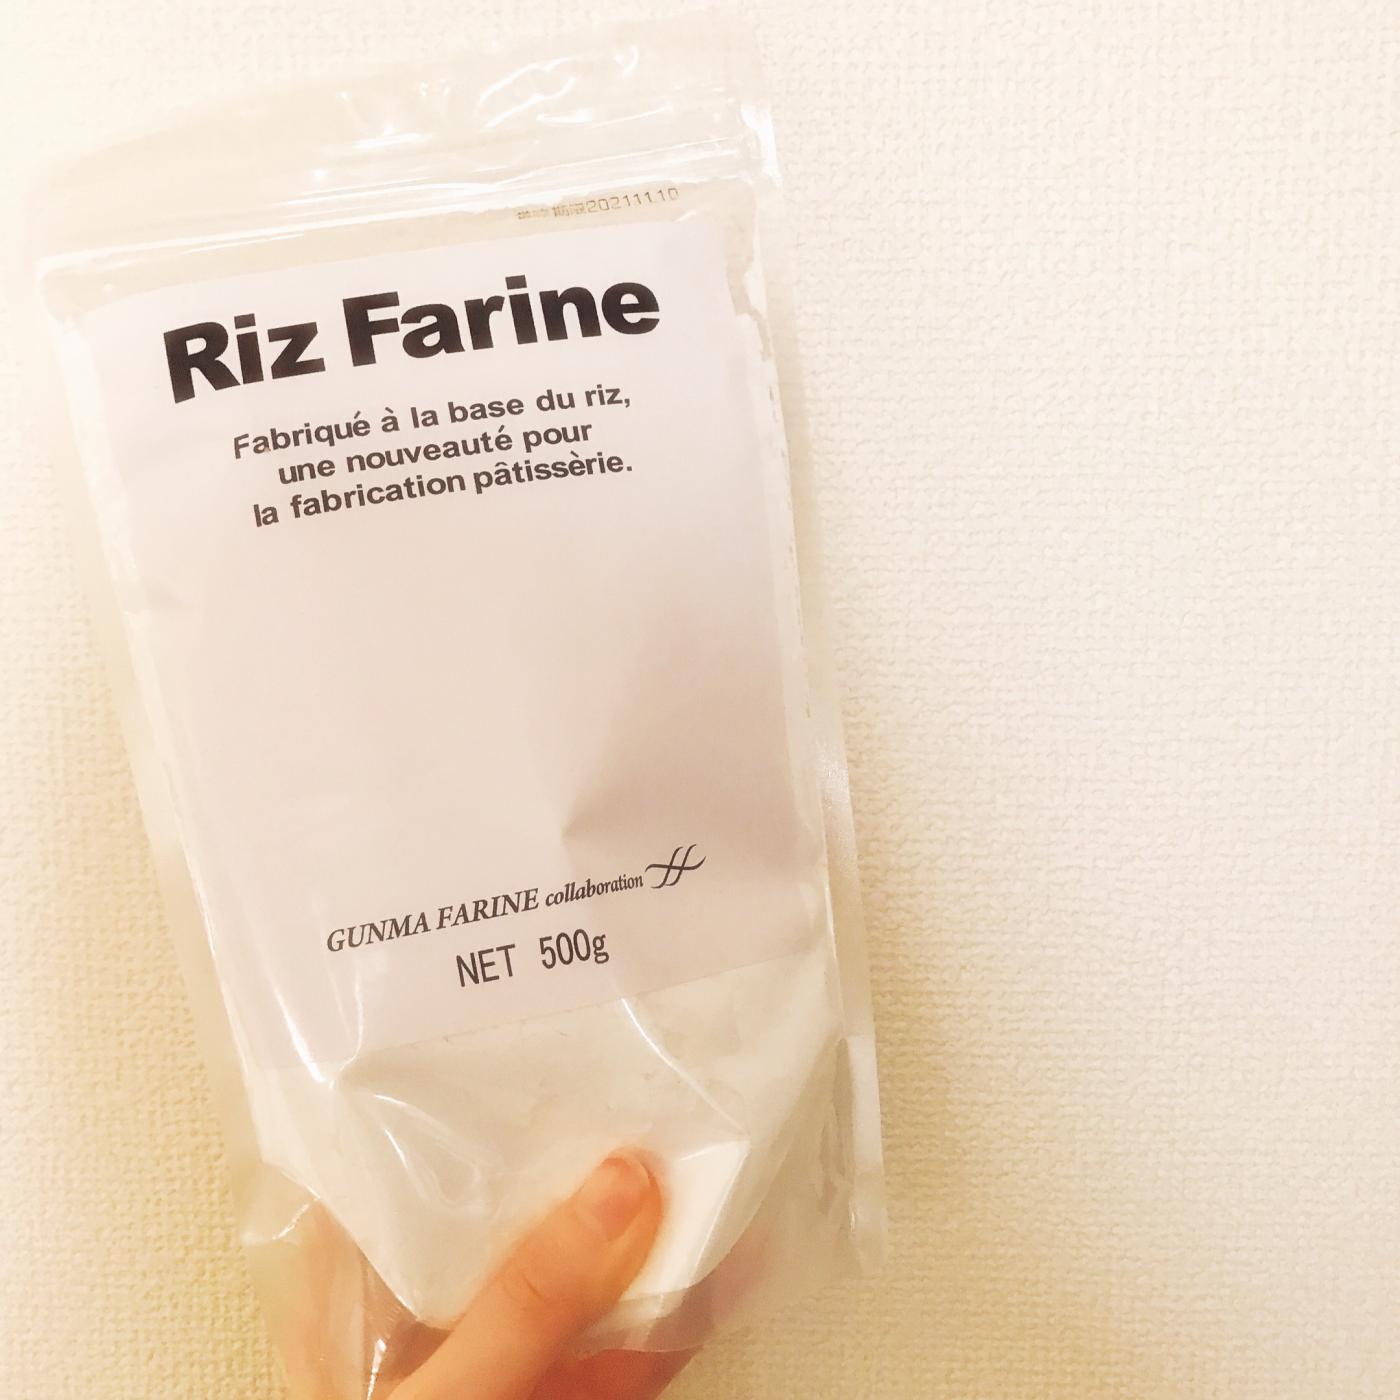 賞味期限20211110
Riz Farine
Fabriqué à la base du riz,
une nouveauté pour
la fabrication pâtissèrie.
GUNMA FARINE collaboration
NET 500g